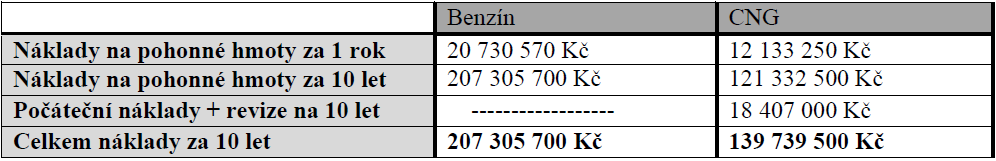 Benzín CNG
Náklady na pohonné hmoty za 1 rok 20 730 570 Kč 12 133 250 Kč
Náklady na pohonné hmoty za 10 let 207 305 700 Kč 121 332 500 Kč
Počáteční náklady + revize na 10 let ------------------ 18 407 000 Kč
Celkem náklady za 10 let 207 305 700 Kč 139 739 500 Kč